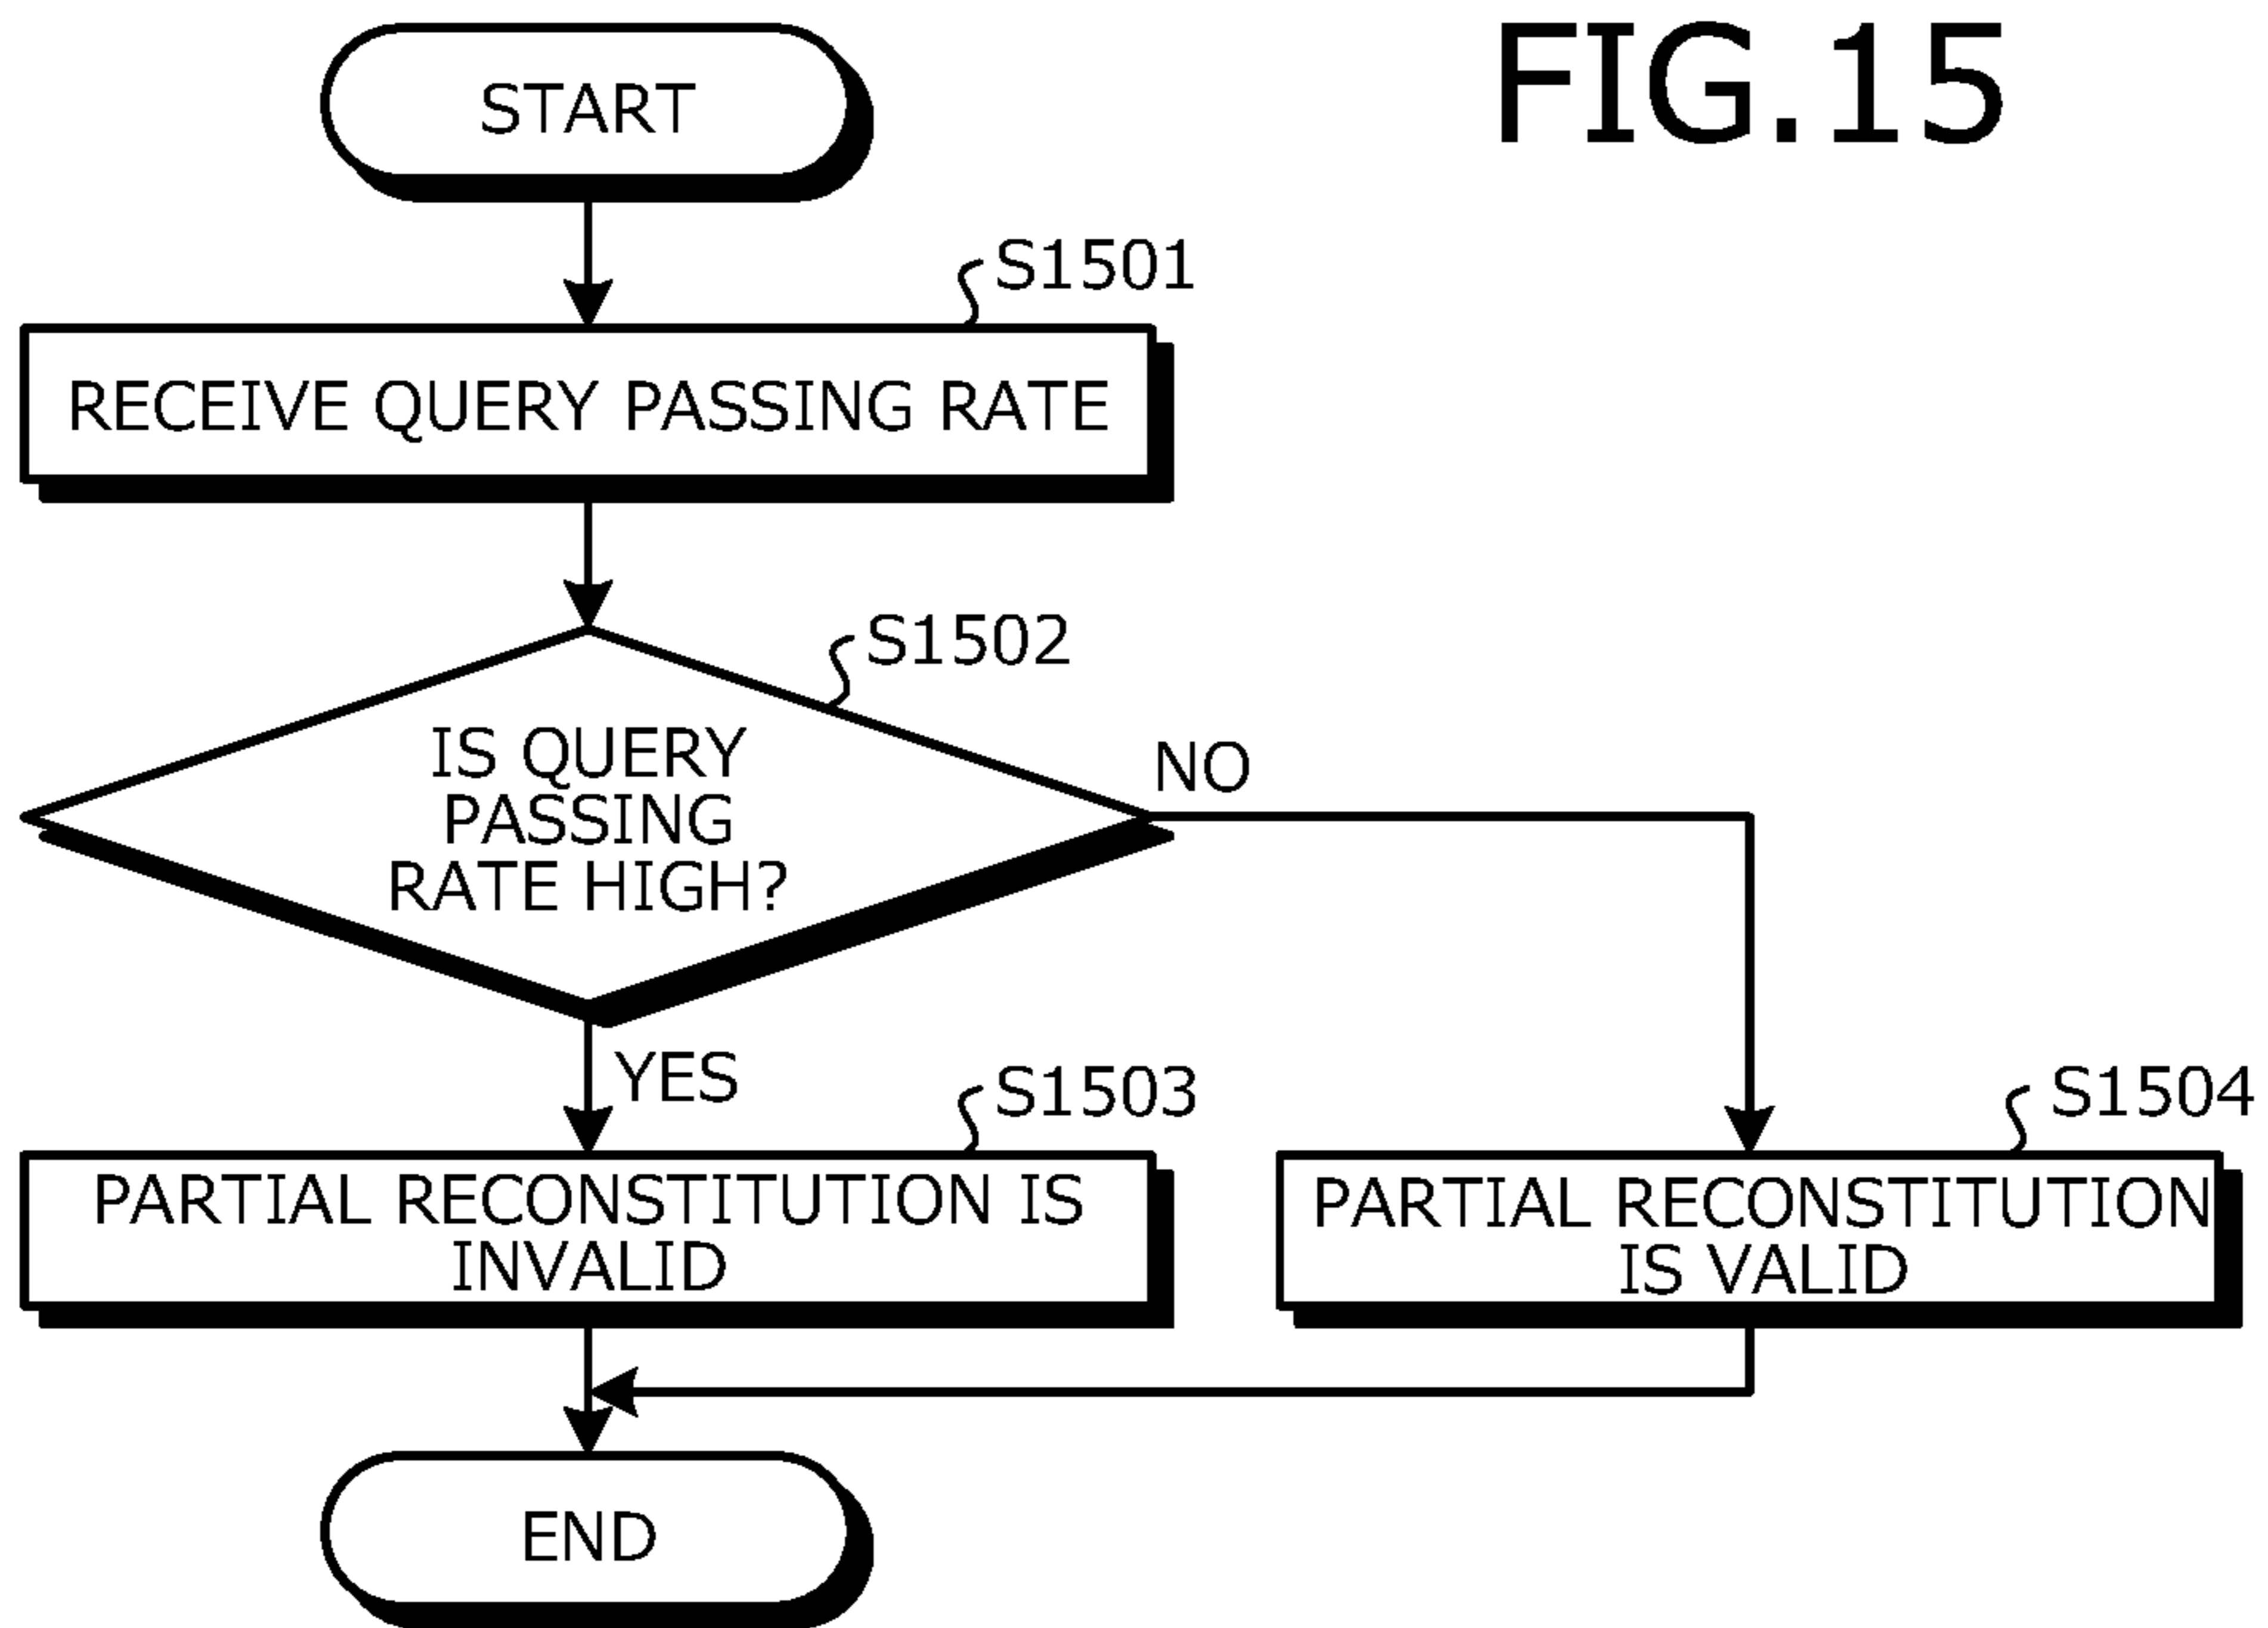 FIG.15
START
S1501
RECEIVE QUERY PASSING RATE
S1502
IS QUERY
PASSING
RATE HIGH?
NO
YES
S1503
PARTIAL RECONSTITUTION IS
INVALID
S1504
PARTIAL RECONSTITUTION
IS VALID
END